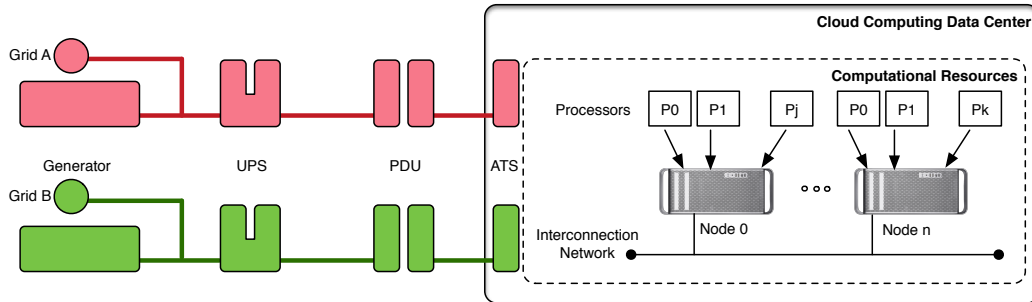 Cloud Computing Data Center
Grid A
Computational Resources
Processors
P0
P1
Pj
P0
P1
Pk
Generator
UPS
PDU
ATS
Grid B
Node 0
Node n
Interconnection
Network